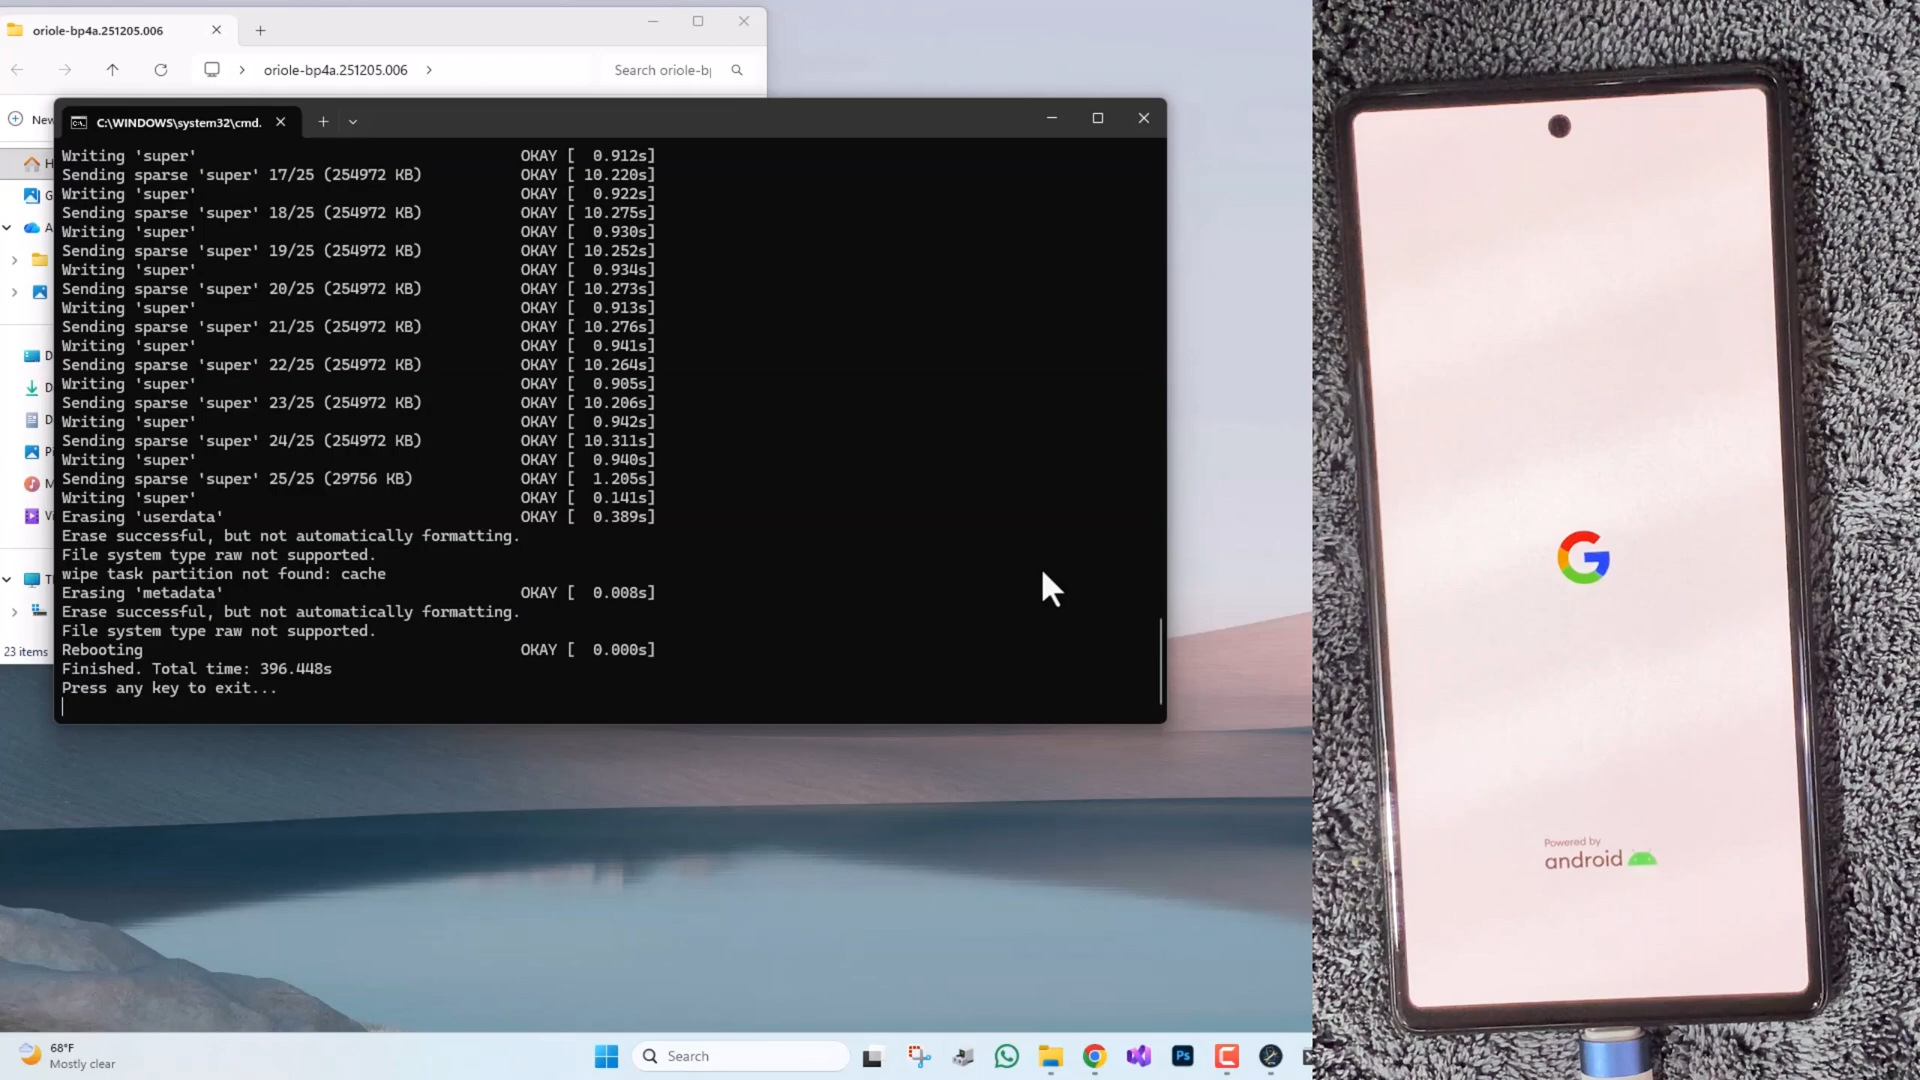 oriole-bp4a.251205.006
oriole-bp4a.251205.006
Search oriole-b
New
C:\WINDOWS\system32\cmd.
Writing 'super' OKAY [ 0.912s]
Sending sparse 'super' 17/25 (254972 KB) OKAY [ 10.220s]
Writing 'super' OKAY [ 0.922s]
Sending sparse 'super' 18/25 (254972 KB) OKAY [ 10.275s]
Writing 'super' OKAY [ 0.930s]
Sending sparse 'super' 19/25 (254972 KB) OKAY [ 10.252s]
Writing 'super' OKAY [ 0.934s]
Sending sparse 'super' 20/25 (254972 KB) OKAY [ 10.273s]
Writing 'super' OKAY [ 0.913s]
Sending sparse 'super' 21/25 (254972 KB) OKAY [ 10.276s]
Writing 'super' OKAY [ 0.941s]
Sending sparse 'super' 22/25 (254972 KB) OKAY [ 10.264s]
Writing 'super' OKAY [ 0.905s]
Sending sparse 'super' 23/25 (254972 KB) OKAY [ 10.206s]
Writing 'super' OKAY [ 0.942s]
Sending sparse 'super' 24/25 (254972 KB) OKAY [ 10.311s]
Writing 'super' OKAY [ 0.940s]
Sending sparse 'super' 25/25 (29756 KB) OKAY [ 1.205s]
Writing 'super' OKAY [ 0.141s]
Erasing 'userdata' OKAY [ 0.389s]
Erase successful, but not automatically formatting.
File system type raw not supported.
wipe task partition not found: cache
Erasing 'metadata' OKAY [ 0.008s]
Erase successful, but not automatically formatting.
File system type raw not supported.
Rebooting OKAY [ 0.000s]
Finished. Total time: 396.448s
Press any key to exit...
23 items
68°F
Mostly clear
Search
Ps
G
Powered by
android